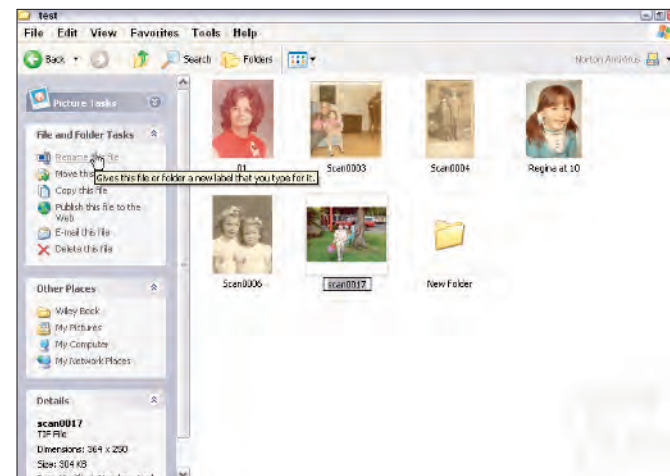 test
File Edit View Favorites Tools Help
Back Search Folders Norton AntiVirus
Picture Tasks
File and Folder Tasks
Rename this file
Move this
Gives this file or folder a new label that you type for it.
Copy this file
Publish this file to the
Web
E-mail this file
Delete this file
01 Scan0003 Scan0004 Regina at 10
Scan0006 scan0017 New Folder
Other Places
Wiley Book
My Pictures
My Computer
My Network Places
Details
scan0017
TIF File
Dimensions: 364 x 250
Size: 304 KB